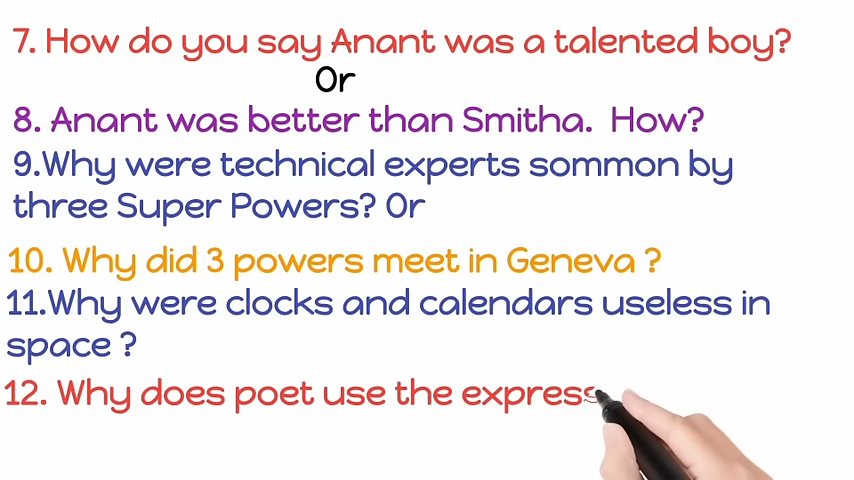 7. How do you say Anant was a talented boy?
Or
8. Anant was better than Smitha. How?
9.Why were technical experts sommon by
three Super Powers? Or
10. Why did 3 powers meet in Geneva ?
11.Why were clocks and calendars useless in
space ?
12. Why does poet use the express